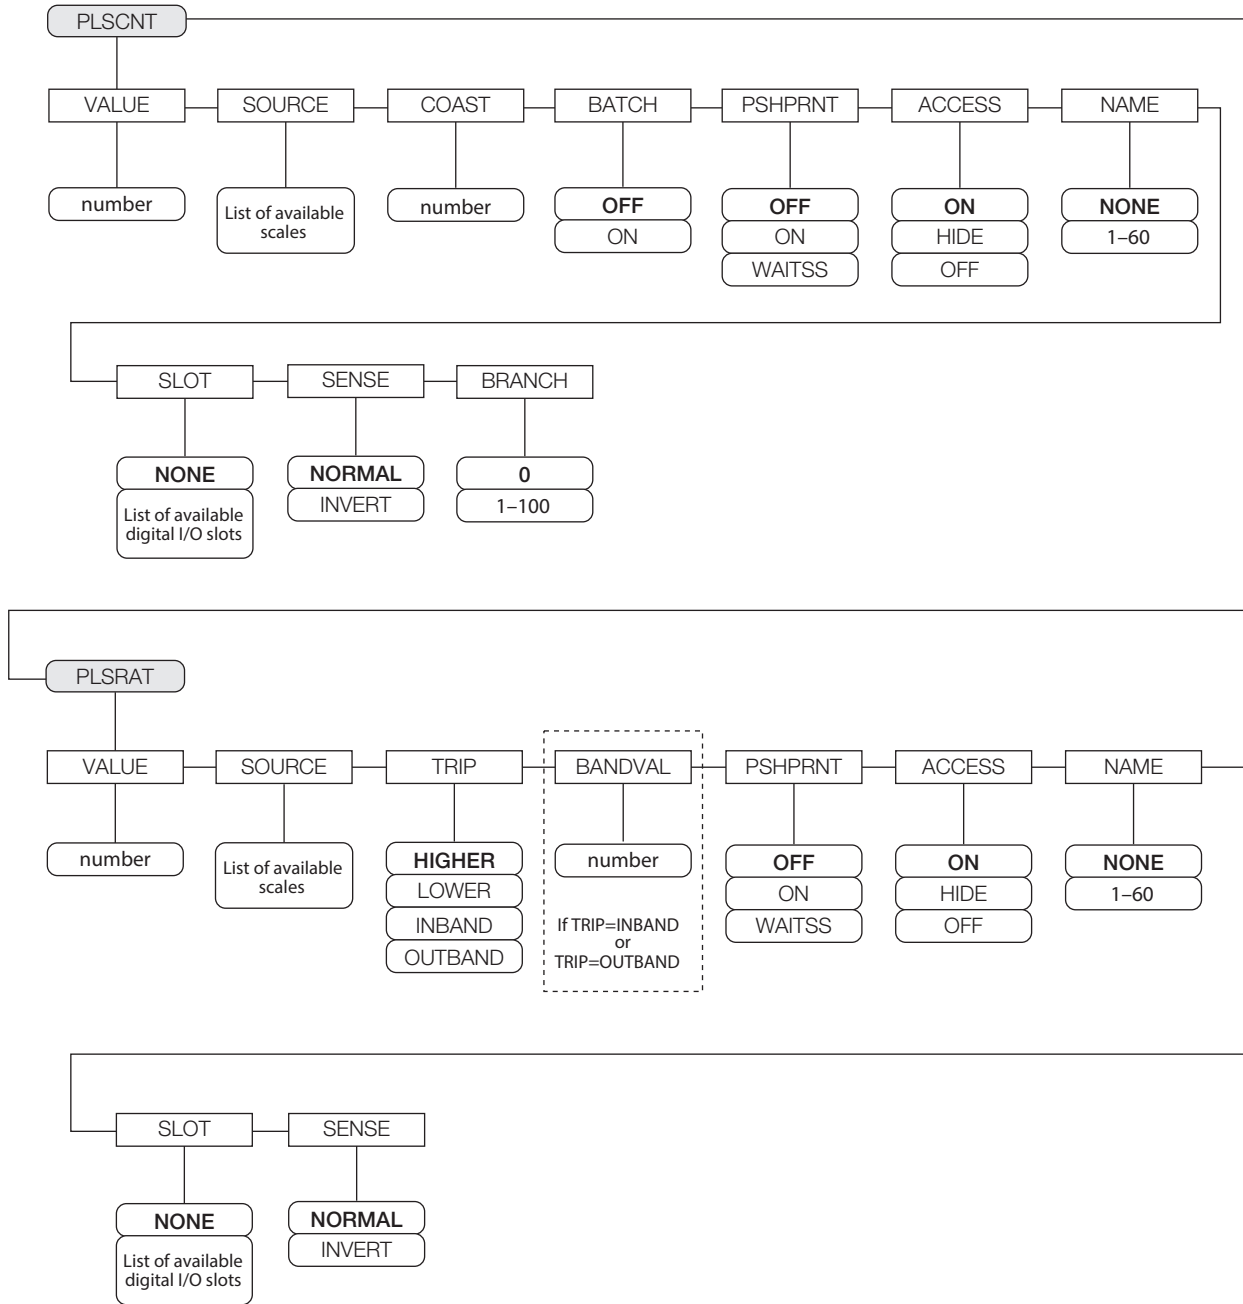 PLSCNT
VALUE SOURCE COAST BATCH PSHPRNT ACCESS NAME
number
List of available
scales
number
OFF
ON
OFF
ON
WAITSS
ON
HIDE
OFF
NONE
1–60
SLOT SENSE BRANCH
NONE
List of available
digital I/O slots
NORMAL
INVERT
0
1–100
PLSRAT
VALUE SOURCE TRIP BANDVAL PSHPRNT ACCESS NAME
number
List of available
scales
HIGHER
LOWER
INBAND
OUTBAND
number
If TRIP=INBAND
or
TRIP=OUTBAND
OFF
ON
WAITSS
ON
HIDE
OFF
NONE
1–60
SLOT SENSE
NONE
List of available
digital I/O slots
NORMAL
INVERT